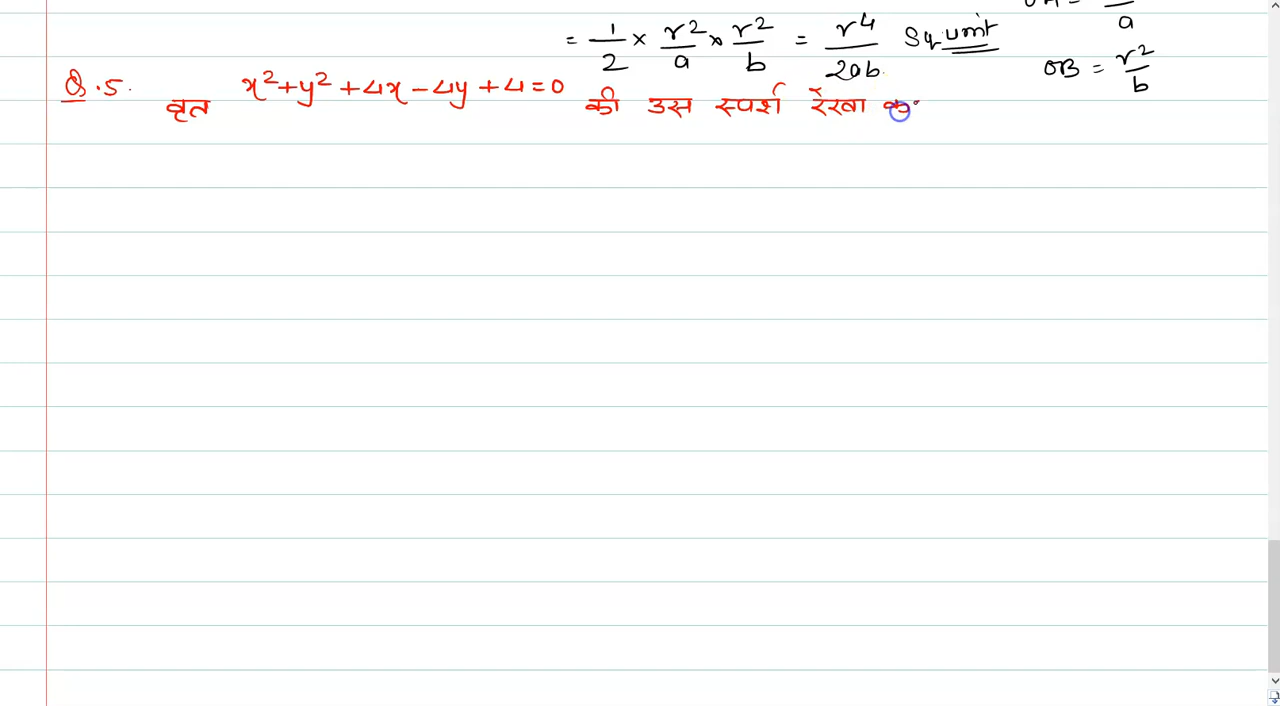 = 1/2 × r²/a × r²/b = r⁴/2ab Sq unit
a
OB = r²/b
Q.5. वृत x²+y²+4x-4y+4=0 की उस स्पर्श रेखा क